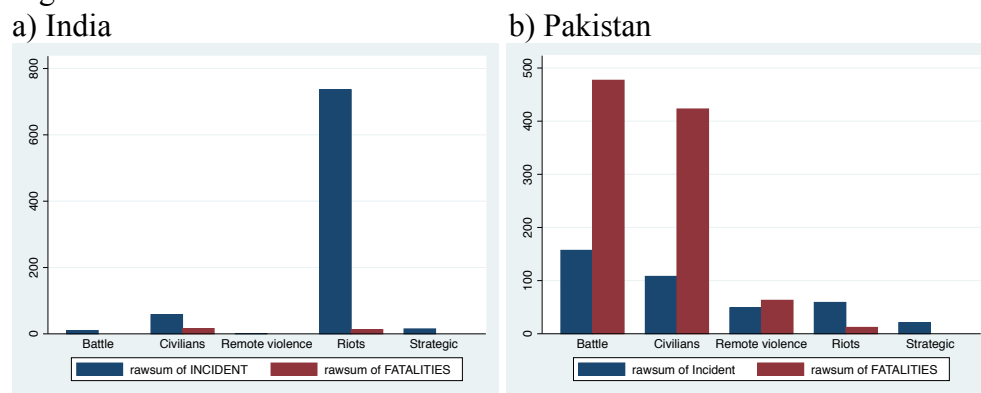 a) India
b) Pakistan
800
600
400
200
0
Battle Civilians Remote violence Riots Strategic
rawsum of INCIDENT rawsum of FATALITIES
500
400
300
200
100
0
Battle Civilians Remote violence Riots Strategic
rawsum of Incident rawsum of FATALITIES